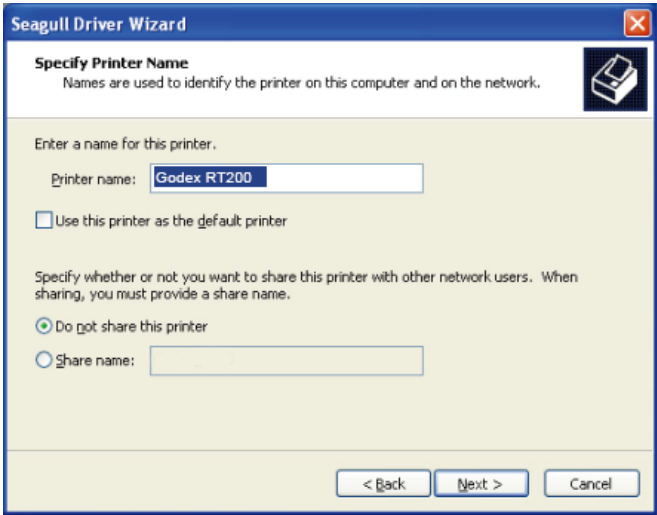 Seagull Driver Wizard
Specify Printer Name
Names are used to identify the printer on this computer and on the network.
Enter a name for this printer.
Printer name: Godex RT200
Use this printer as the default printer
Specify whether or not you want to share this printer with other network users. When
sharing, you must provide a share name.
Do not share this printer
Share name:
< Back Next > Cancel